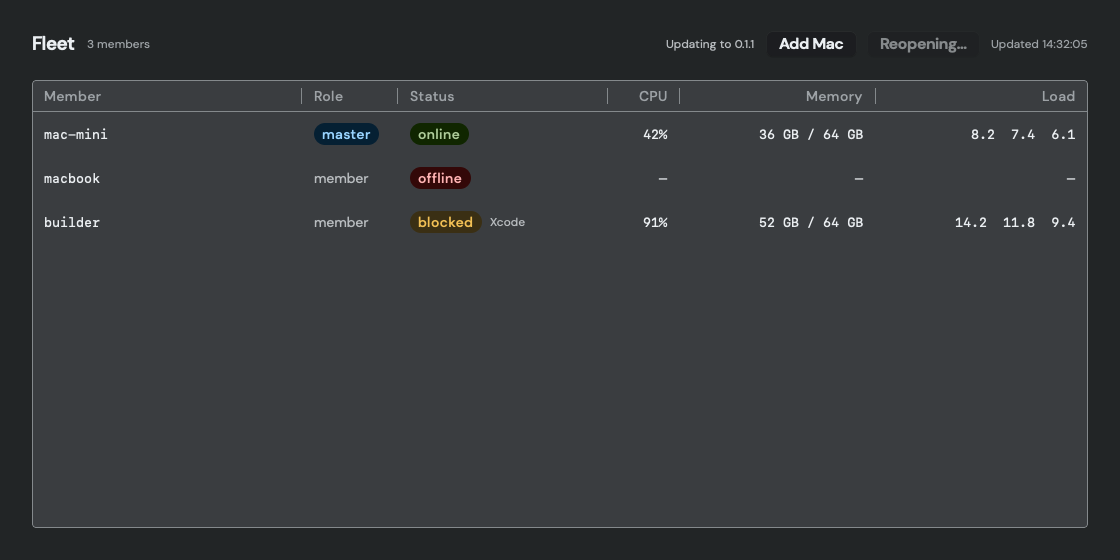 Fleet 3 members Updating to 0.1.1 Add Mac Reopening... Updated 14:32:05
Member Role Status CPU Memory Load
mac-mini master online 42% 36 GB / 64 GB 8.2 7.4 6.1
macbook member offline — — —
builder member blocked Xcode 91% 52 GB / 64 GB 14.2 11.8 9.4